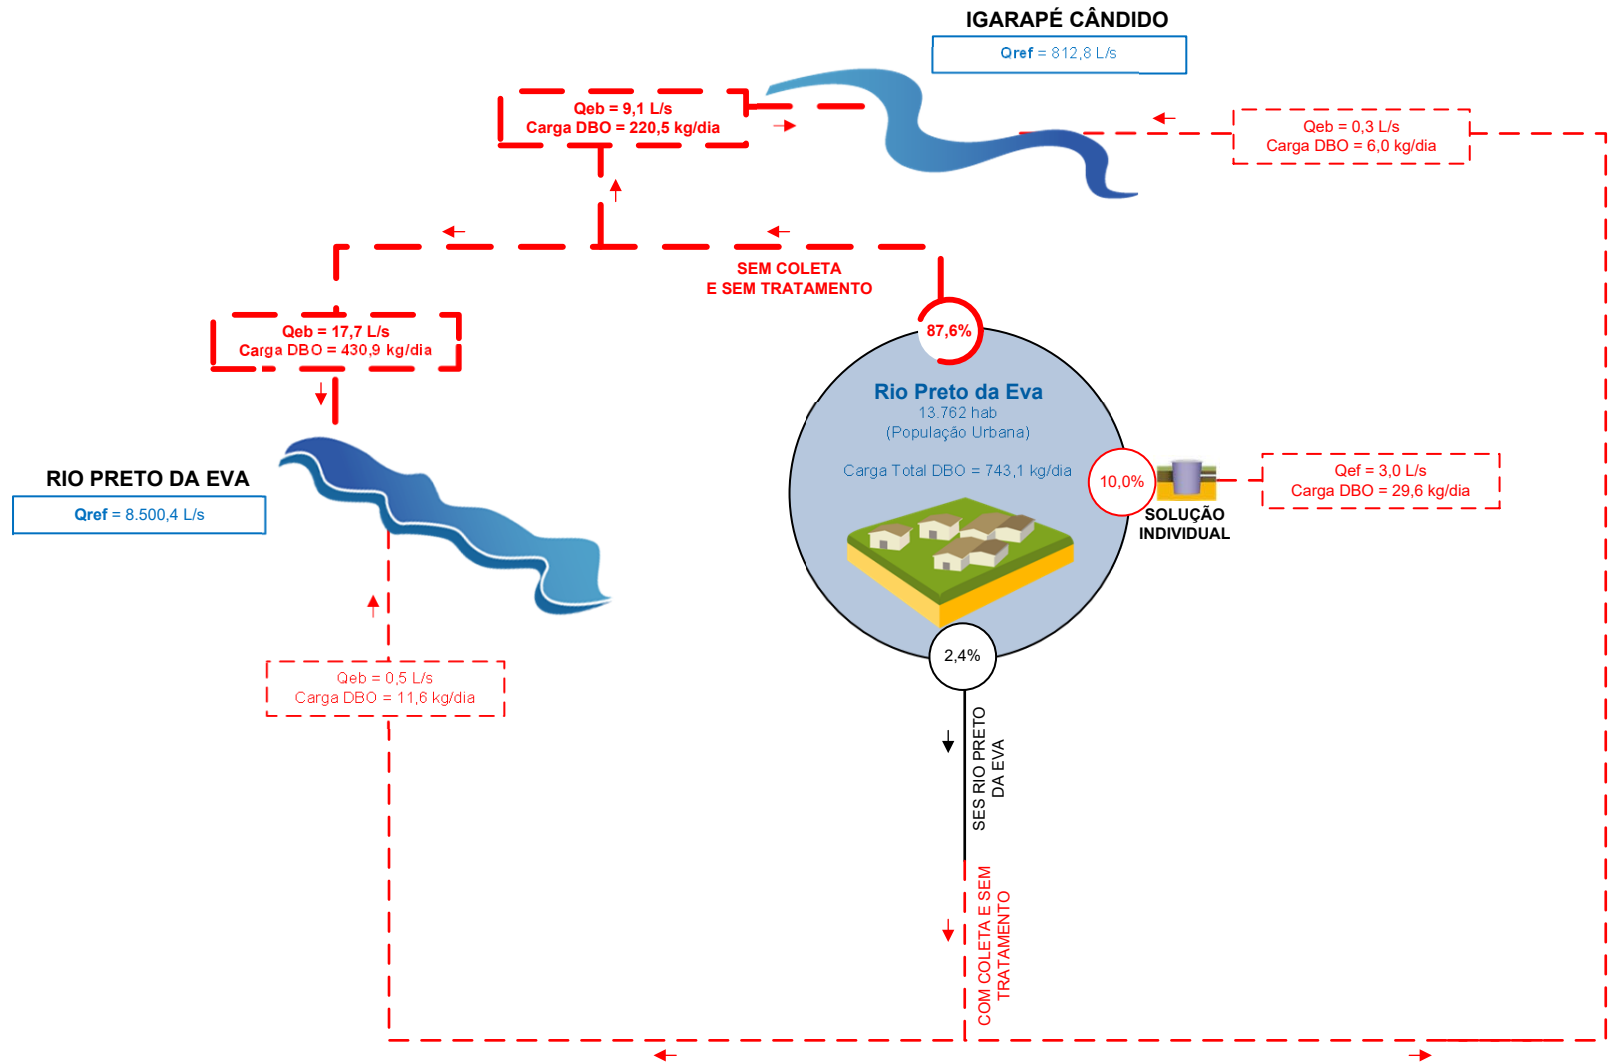 IGARAPÉ CÂNDIDO
Qref = 812,8 L/s
Qeb = 9,1 L/s
Carga DBO = 220,5 kg/dia
Qeb = 0,3 L/s
Carga DBO = 6,0 kg/dia
SEM COLETA
E SEM TRATAMENTO
Qeb = 17,7 L/s
Carga DBO = 430,9 kg/dia
87,6%
Rio Preto da Eva
13.762 hab
(População Urbana)
Carga Total DBO = 743,1 kg/dia
RIO PRETO DA EVA
Qref = 8.500,4 L/s
10,0%
SOLUÇÃO
INDIVIDUAL
Qef = 3,0 L/s
Carga DBO = 29,6 kg/dia
2,4%
Qeb = 0,5 L/s
Carga DBO = 11,6 kg/dia
SES RIO PRETO
DA EVA
COM COLETA E SEM
TRATAMENTO